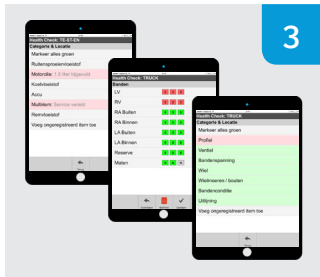 3
Health Check: TE-ST-EN
Categorie & Locatie
Markeer alles groen
Ruitensproeiervloeistof
Motorolie: 1.5 liter bijgevuld
Koelvloeistof
Accu
Multiriem: Service vereist
Remvloeistof
Voeg ongeregistreerd item toe
Health Check: TRUCK
Banden:
LV
RV
RA Buiten
RA Binnen
LA Buiten
LA Binnen
Reserve
Maten
Health Check: TRUCK
Categorie & Locatie
Markeer alles groen
Profiel
Ventiel
Bandenspanning
Wiel
Wielmoeren / bouten
Bandenconditie
Uitlijning
Voeg ongeregistreerd item toe